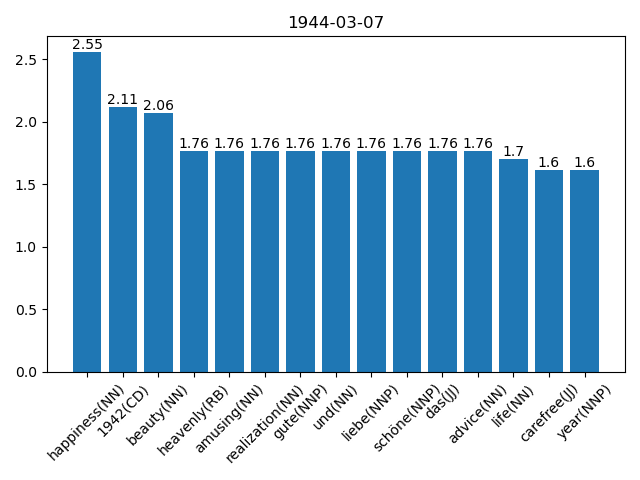 1944-03-07
2.5
2.0
1.5
1.0
0.5
0.0
2.55
2.11
2.06
1.76
1.76
1.76
1.76
1.76
1.76
1.76
1.76
1.76
1.7
1.6
1.6
happiness(NN)
1942(CD)
beauty(NN)
heavenly(RB)
amusing(NN)
realization(NN)
gute(NNP)
und(NN)
liebe(NNP)
schöne(NNP)
das(JJ)
advice(NN)
life(NN)
carefree(JJ)
year(NNP)